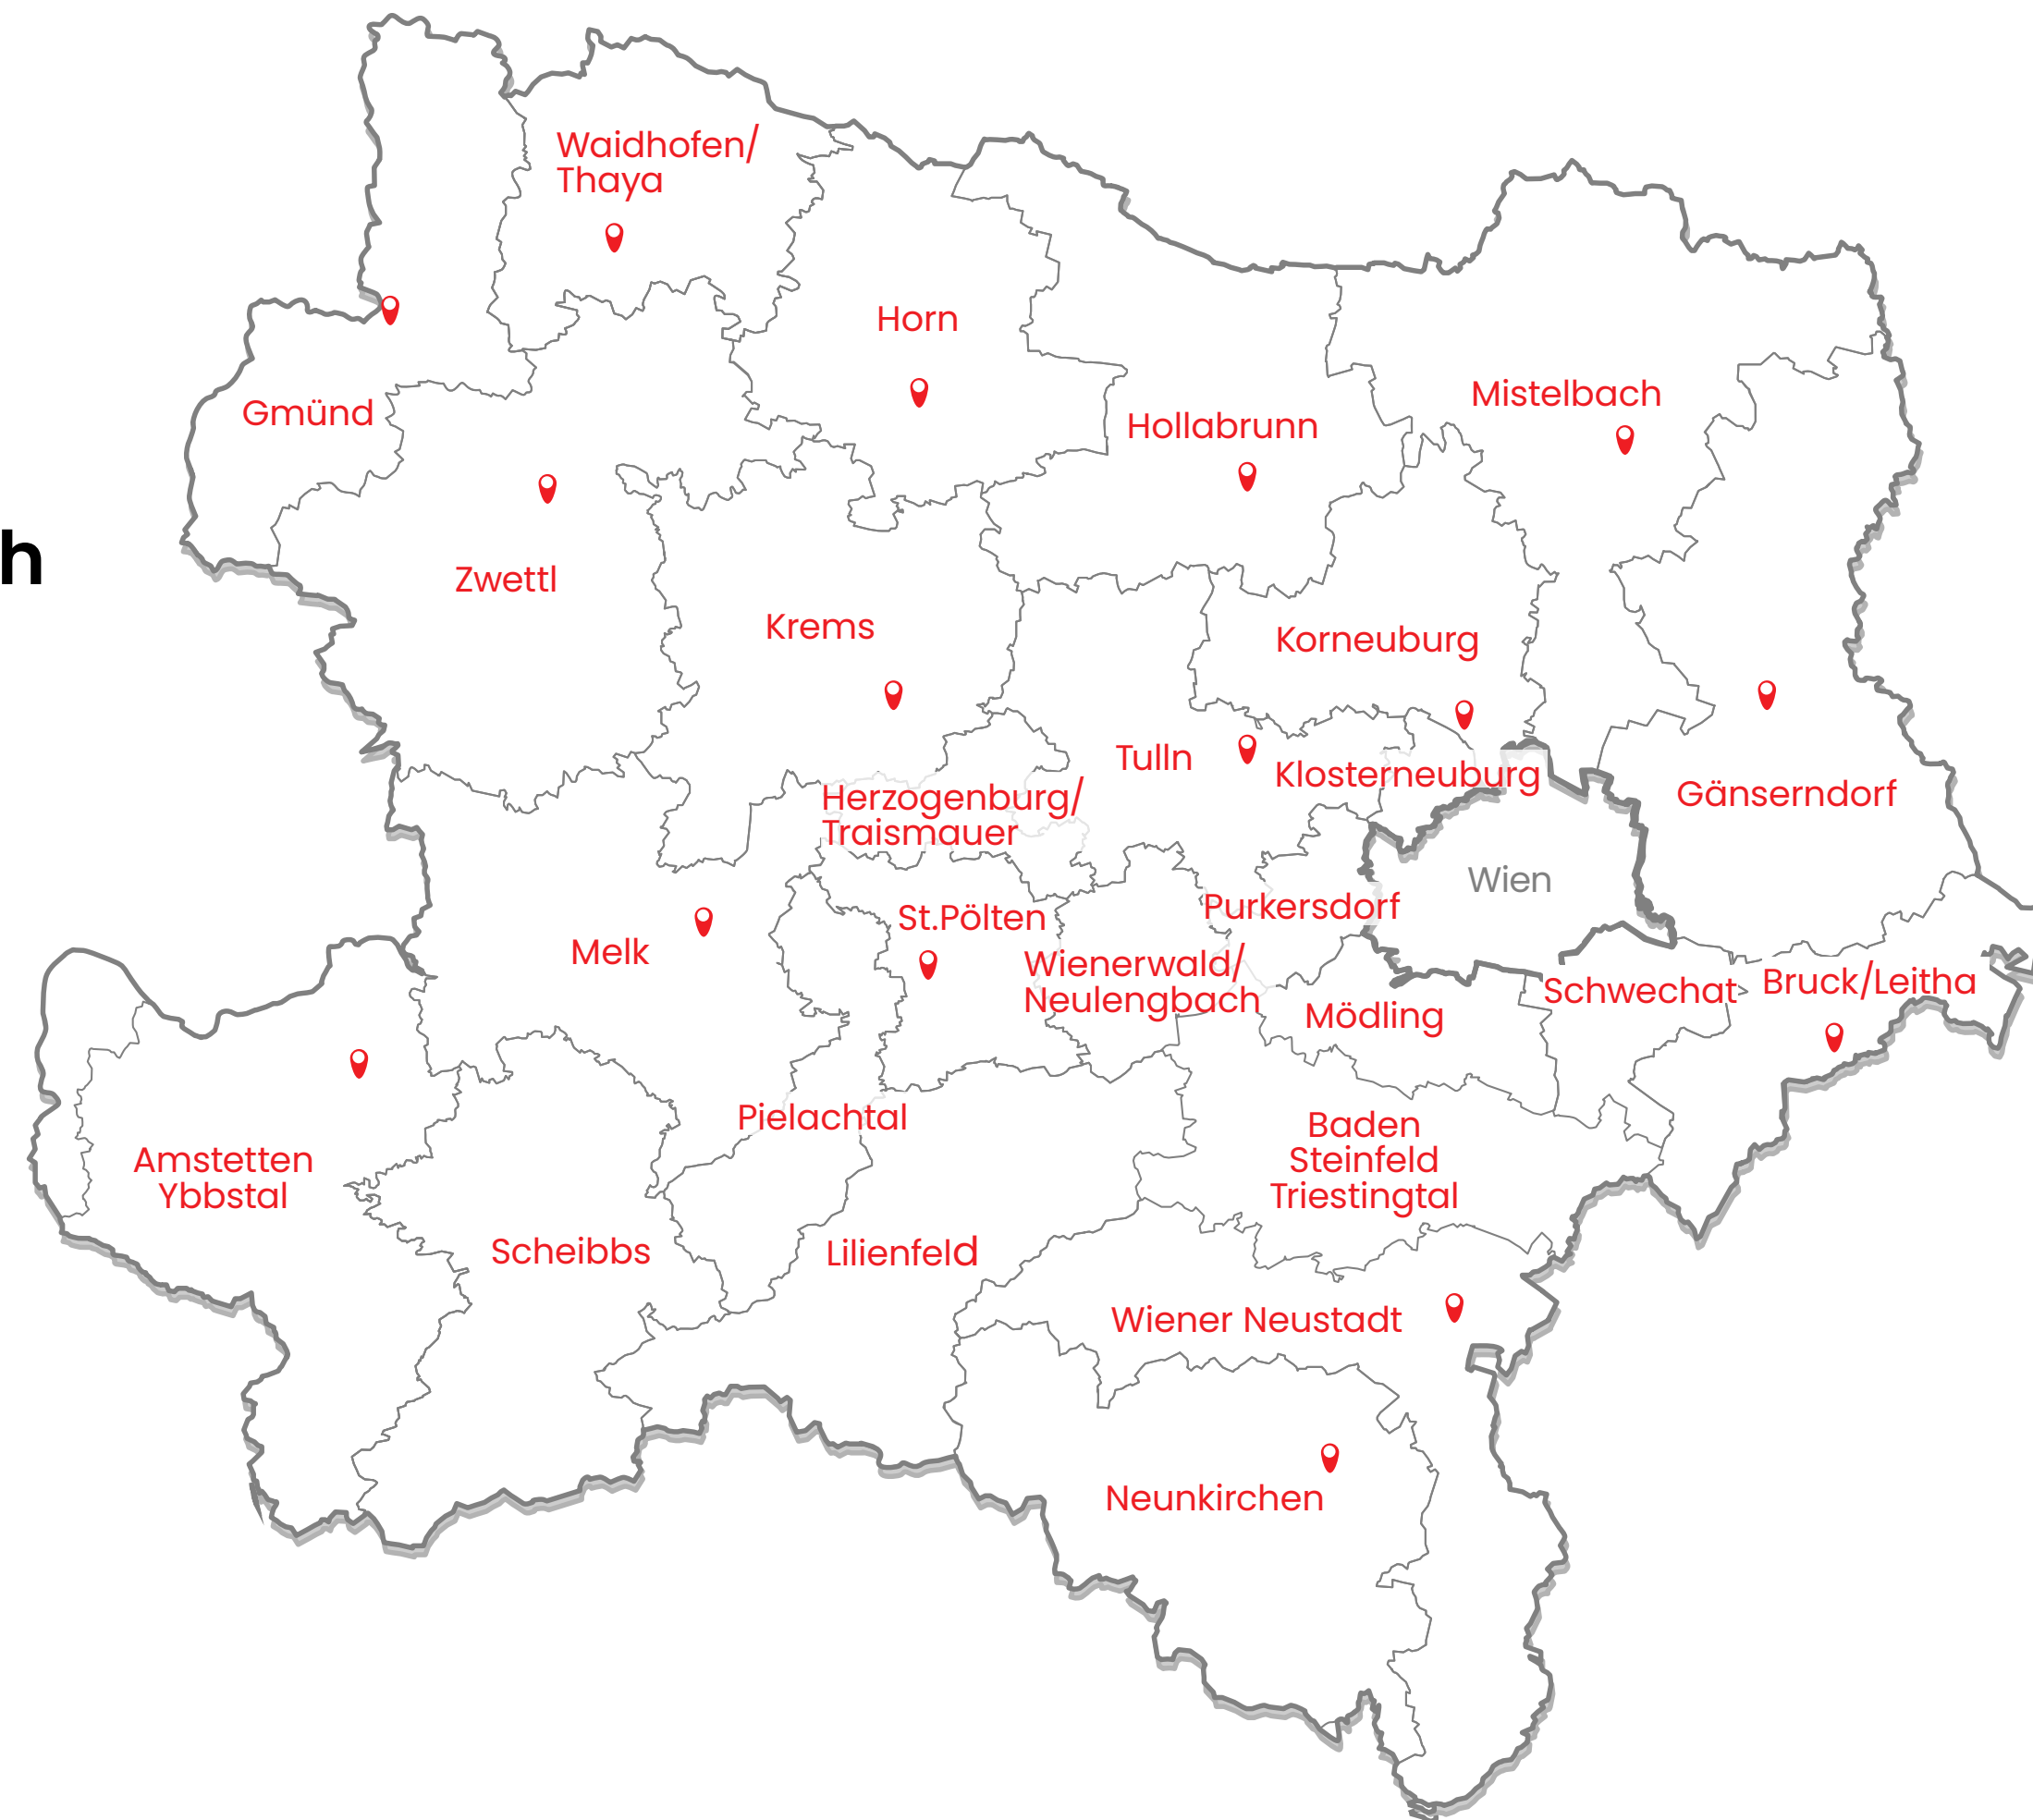 Waidhofen/
Thaya
Horn
Mistelbach
Gmünd
Hollabrunn
h
Zwettl
Krems
Korneuburg
Tulln
Klosterneuburg
Gänserndorf
Herzogenburg/
Traismauer
Wien
Purkersdorf
St.Pölten
Melk
Wienerwald/
Neulengbach
Schwechat
Bruck/Leitha
Mödling
Pielachtal
Baden
Steinfeld
Triestingtal
Amstetten
Ybbstal
Scheibbs
Lilienfeld
Wiener Neustadt
Neunkirchen